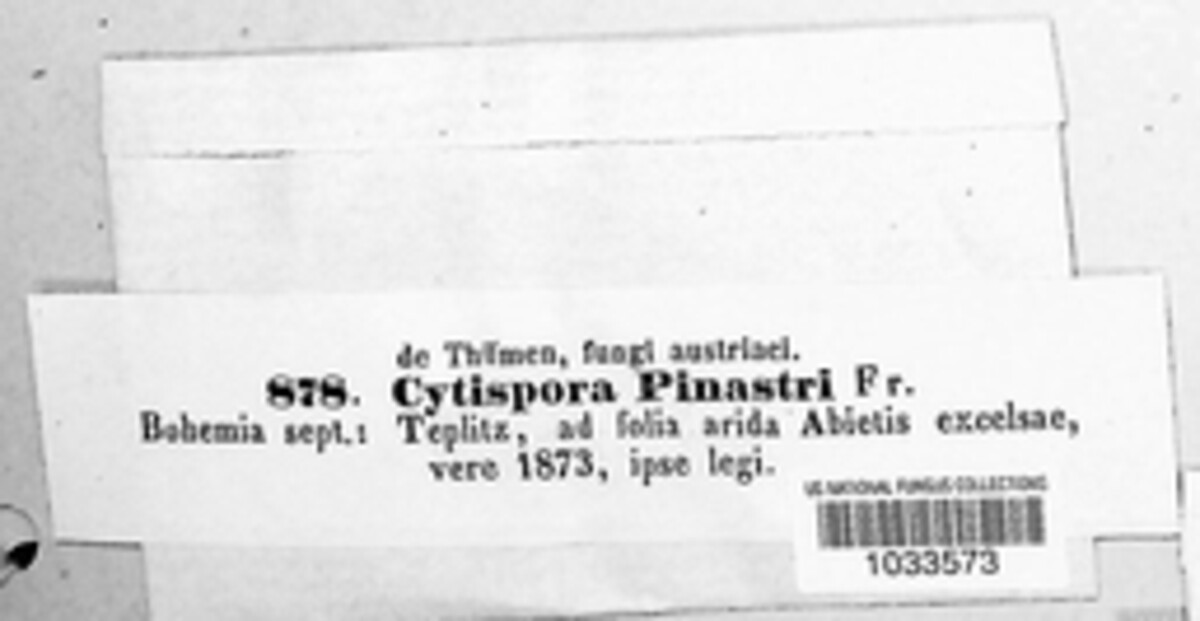 de Thümen, fungi austriaci.
878. Cytispora Pinastri Fr.
Bohemia sept.: Teplitz, ad folia arida Abietis excelsae,
vere 1873, ipse legi.
US NATIONAL FUNGUS COLLECTIONS
1033573